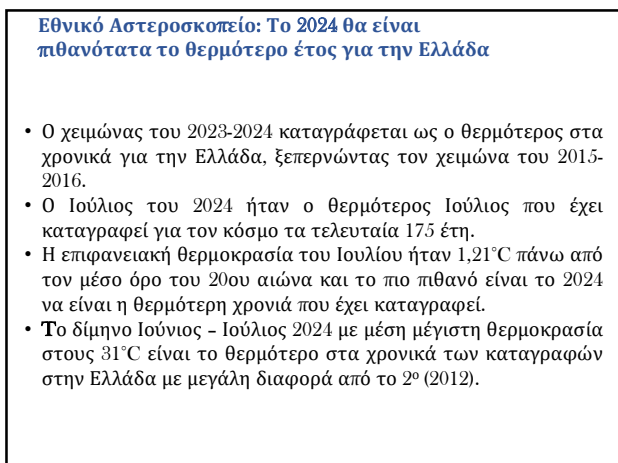 Εθνικό Αστεροσκοπείο: Το 2024 θα είναι
πιθανότατα το θερμότερο έτος για την Ελλάδα
• Ο χειμώνας του 2023-2024 καταγράφεται ως ο θερμότερος στα
χρονικά για την Ελλάδα, ξεπερνώντας τον χειμώνα του 2015-
2016.
• Ο Ιούλιος του 2024 ήταν ο θερμότερος Ιούλιος που έχει
καταγραφεί για τον κόσμο τα τελευταία 175 έτη.
• Η επιφανειακή θερμοκρασία του Ιουλίου ήταν 1,21°C πάνω από
τον μέσο όρο του 20ου αιώνα και το πιο πιθανό είναι το 2024
να είναι η θερμότερη χρονιά που έχει καταγραφεί.
• Το δίμηνο Ιούνιος – Ιούλιος 2024 με μέση μέγιστη θερμοκρασία
στους 31°C είναι το θερμότερο στα χρονικά των καταγραφών
στην Ελλάδα με μεγάλη διαφορά από το 2º (2012).